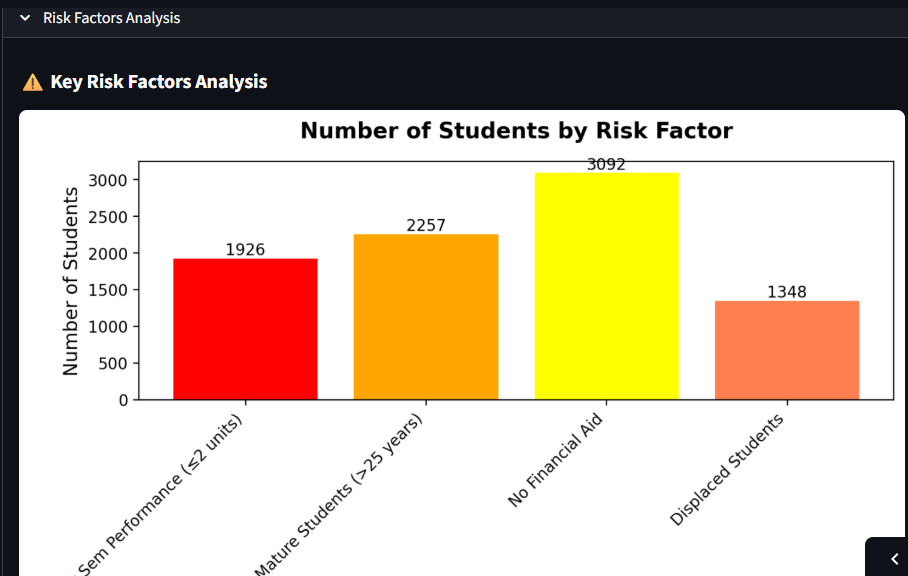 Risk Factors Analysis
Key Risk Factors Analysis
Number of Students by Risk Factor
Number of Students
3000
2500
2000
1500
1000
500
0
1926
2257
3092
1348
Sem Performance (≤2 units)
Mature Students (>25 years)
No Financial Aid
Displaced Students